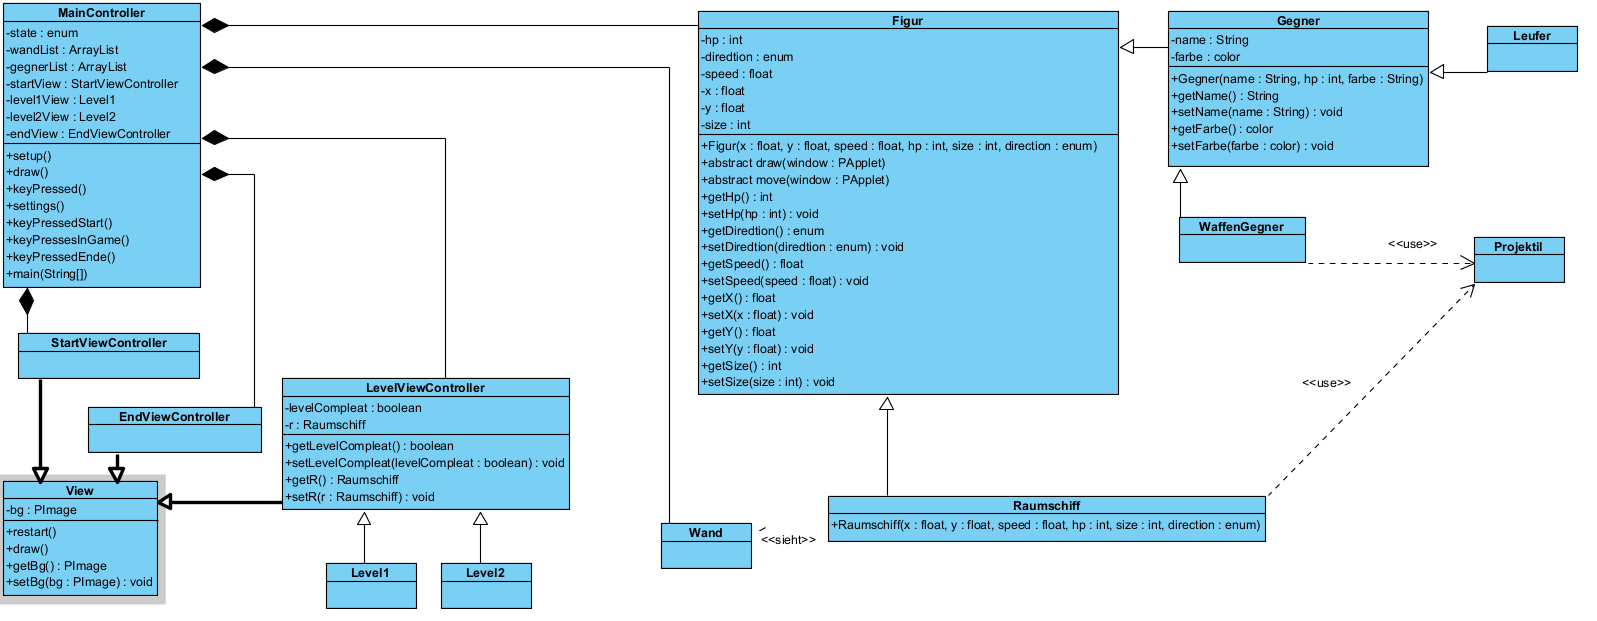 MainController
-state : enum
-wandList : ArrayList
-gegnerList : ArrayList
-startView : StartViewController
-level1View : Level1
-level2View : Level2
-endView : EndViewController
+setup()
+draw()
+keyPressed()
+settings()
+keyPressedStart()
+keyPressesInGame()
+keyPressedEnde()
+main(String[])
StartViewController
EndViewController
View
-bg : PImage
+restart()
+draw()
+getBg() : PImage
+setBg(bg : PImage) : void
LevelViewController
-levelCompleat : boolean
-r : Raumschiff
+getLevelCompleat() : boolean
+setLevelCompleat(levelCompleat : boolean) : void
+getR() : Raumschiff
+setR(r : Raumschiff) : void
Level1
Level2
Figur
-hp : int
-diredtion : enum
-speed : float
-x : float
-y : float
-size : int
+Figur(x : float, y : float, speed : float, hp : int, size : int, direction : enum)
+abstract draw(window : PApplet)
+abstract move(window : PApplet)
+getHp() : int
+setHp(hp : int) : void
+getDiredtion() : enum
+setDiredtion(diredtion : enum) : void
+getSpeed() : float
+setSpeed(speed : float) : void
+getX() : float
+setX(x : float) : void
+getY() : float
+setY(y : float) : void
+getSize() : int
+setSize(size : int) : void
Gegner
-name : String
-farbe : color
+Gegner(name : String, hp : int, farbe : String)
+getName() : String
+setName(name : String) : void
+getFarbe() : color
+setFarbe(farbe : color) : void
Leufer
WaffenGegner
<<use>>
Projektil
<<use>>
Raumschiff
+Raumschiff(x : float, y : float, speed : float, hp : int, size : int, direction : enum)
Wand
<<sieht>>